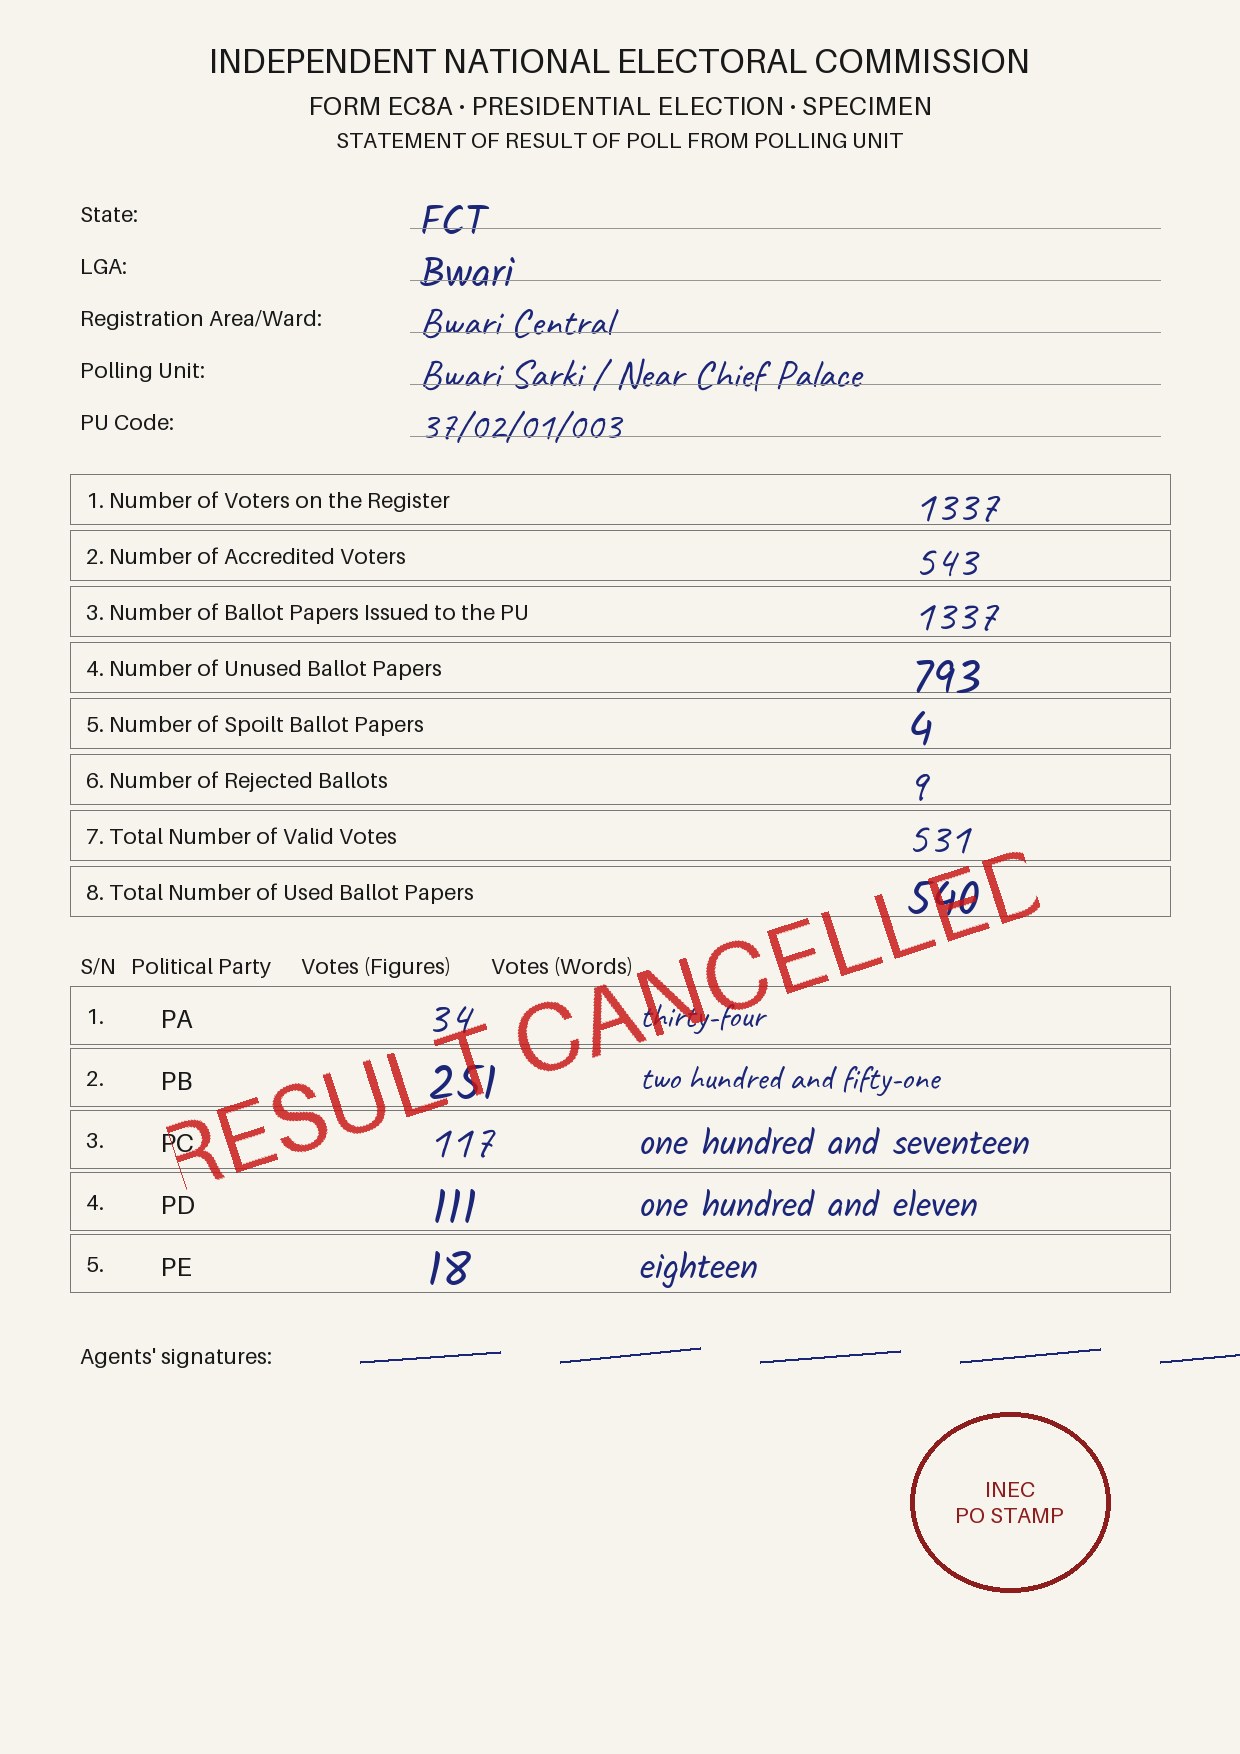 INDEPENDENT NATIONAL ELECTORAL COMMISSION
FORM EC8A • PRESIDENTIAL ELECTION • SPECIMEN
STATEMENT OF RESULT OF POLL FROM POLLING UNIT
State: FCT
LGA: Bwari
Registration Area/Ward: Bwari Central
Polling Unit: Bwari Sarki / Near Chief Palace
PU Code: 37/02/01/003
1. Number of Voters on the Register 1337
2. Number of Accredited Voters 543
3. Number of Ballot Papers Issued to the PU 1337
4. Number of Unused Ballot Papers 793
5. Number of Spoilt Ballot Papers 4
6. Number of Rejected Ballots 9
7. Total Number of Valid Votes 531
8. Total Number of Used Ballot Papers 540
S/N Political Party Votes (Figures) Votes (Words)
1. PA 34 thirty-four
2. PB 251 two hundred and fifty-one
3. PC 117 one hundred and seventeen
4. PD 111 one hundred and eleven
5. PE 18 eighteen
RESULT CANCELLED
Agents' signatures:
INEC
PO STAMP